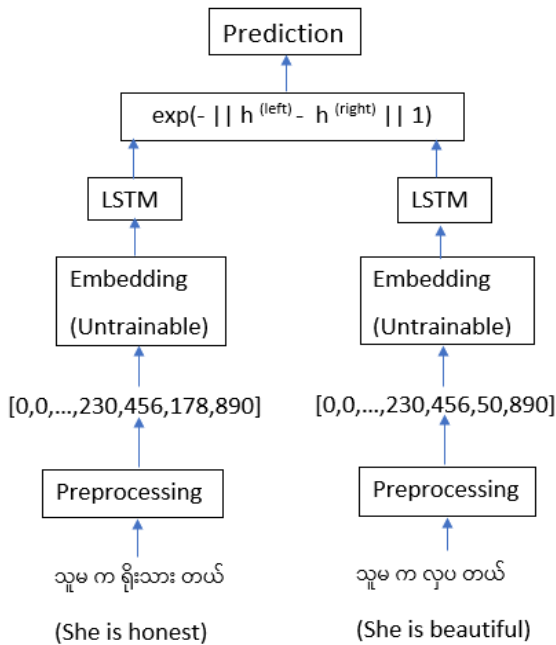 Prediction
exp(- || h (left) - h (right) || 1)
LSTM
LSTM
Embedding
(Untrainable)
Embedding
(Untrainable)
[0,0,...,230,456,178,890]
[0,0,...,230,456,50,890]
Preprocessing
Preprocessing
သူမ က ရိုးသား တယ်
သူမ က လှပ တယ်
(She is honest)
(She is beautiful)